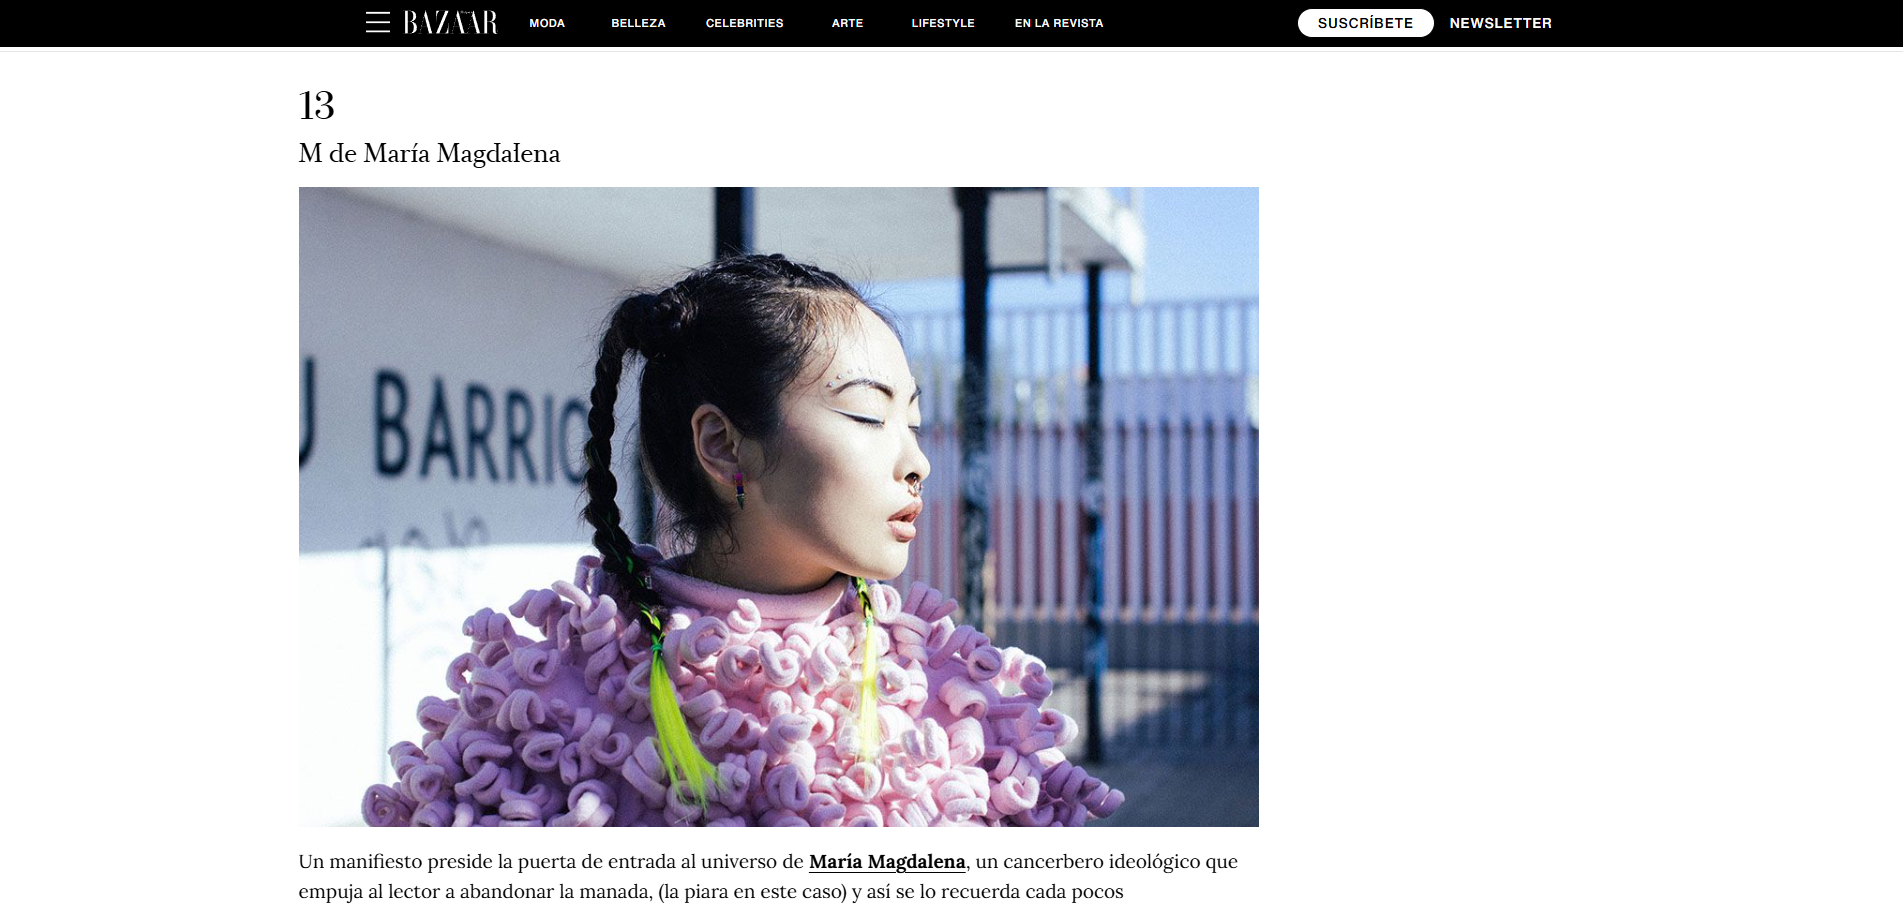 BAZAAR MODA BELLEZA CELEBRITIES ARTE LIFESTYLE EN LA REVISTA SUSCRÍBETE NEWSLETTER
13
M de María Magdalena
BARRIO
Un manifiesto preside la puerta de entrada al universo de María Magdalena, un cancerbero ideológico que
empuja al lector a abandonar la manada, (la piara en este caso) y así se lo recuerda cada pocos